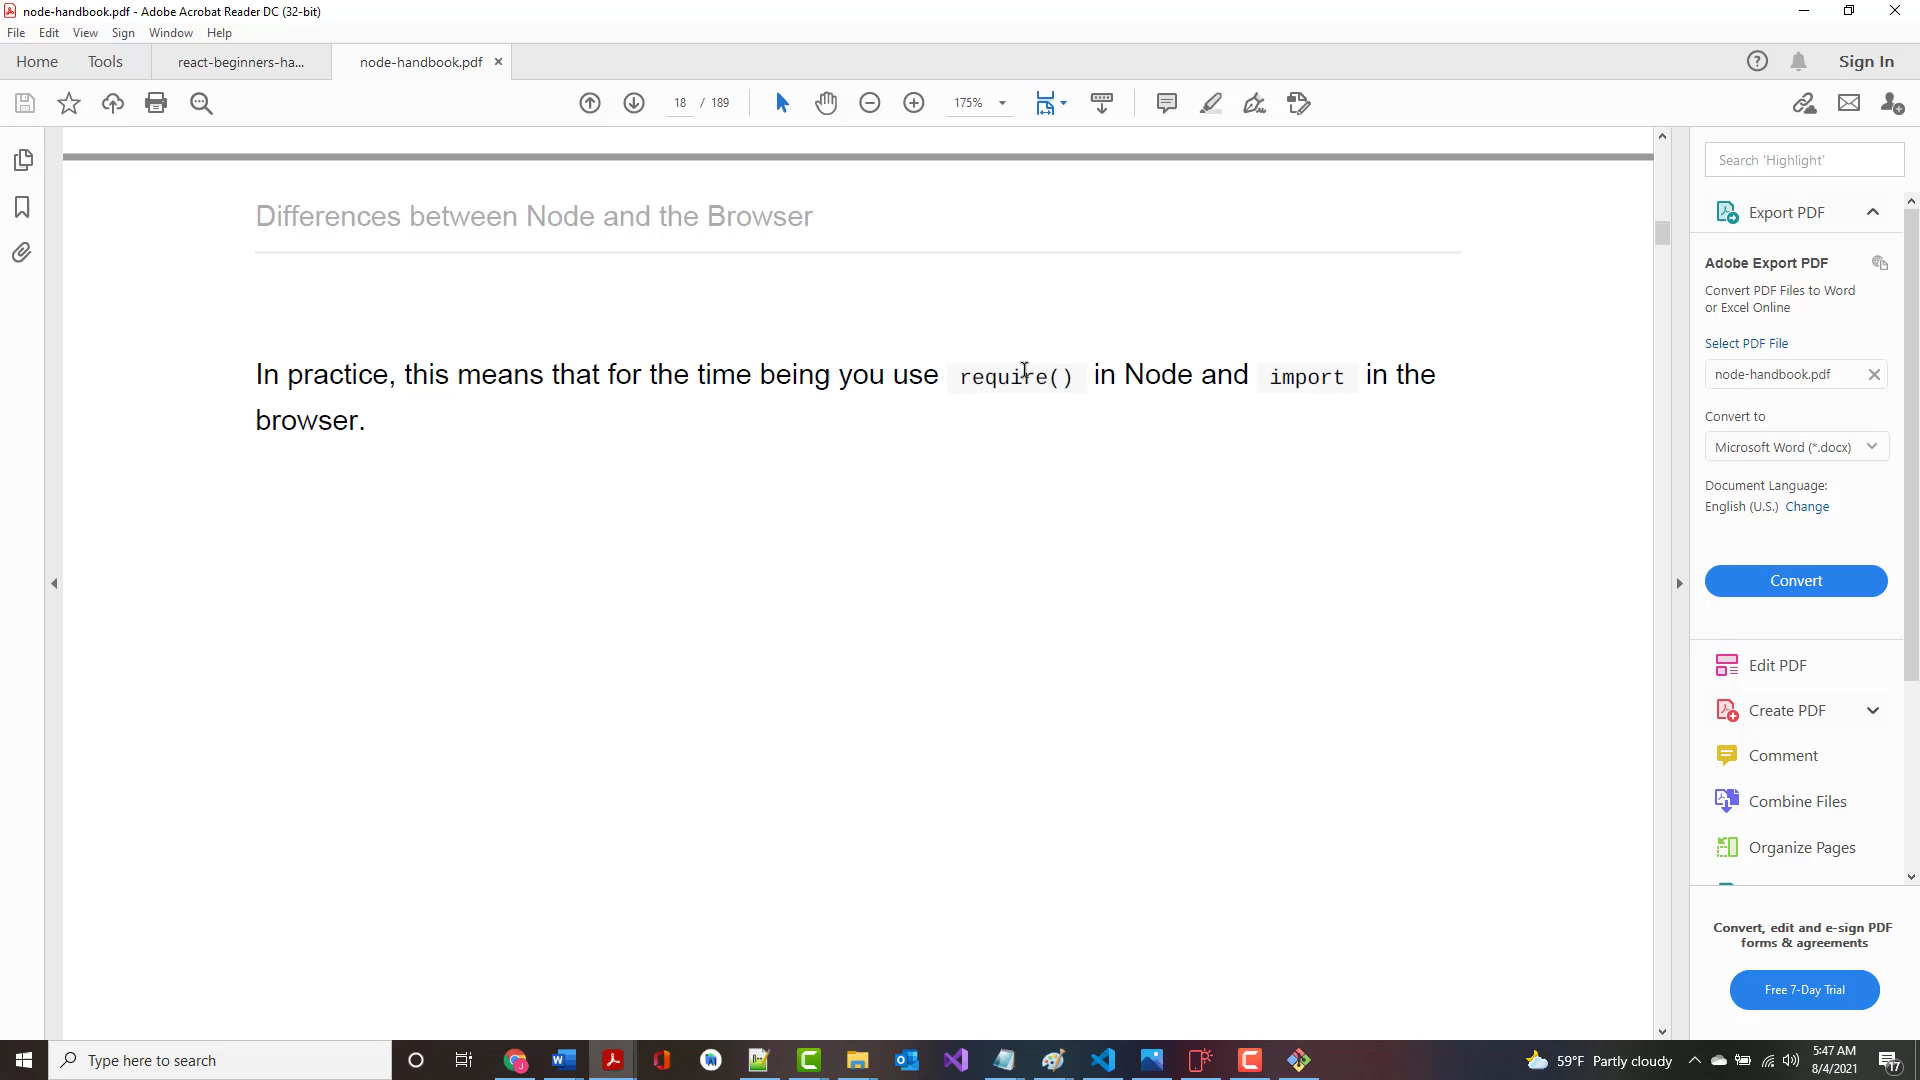 node-handbook.pdf - Adobe Acrobat Reader DC (32-bit)
File Edit View Sign Window Help
Home Tools react-beginners-ha... node-handbook.pdf Sign In
18 / 189 175%
Search 'Highlight'
Differences between Node and the Browser
Export PDF
Adobe Export PDF
Convert PDF Files to Word
or Excel Online
Select PDF File
In practice, this means that for the time being you use require() in Node and import in the
browser.
node-handbook.pdf
Convert to
Microsoft Word (*.docx)
Document Language:
English (U.S.) Change
Convert
Edit PDF
Create PDF
Comment
Combine Files
Organize Pages
Convert, edit and e-sign PDF
forms & agreements
Free 7-Day Trial
Type here to search
59°F Partly cloudy
5:47 AM
8/4/2021
17